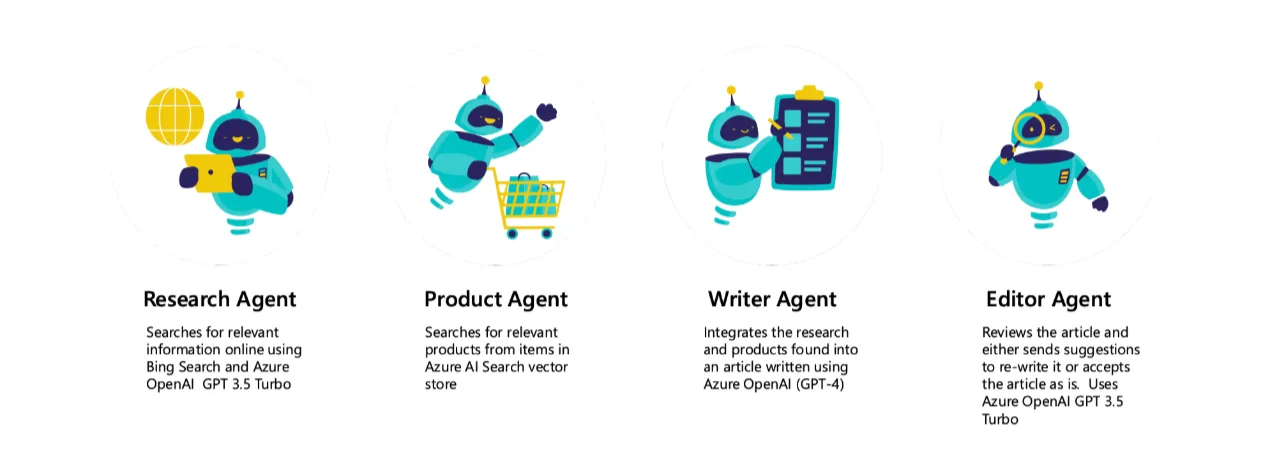 Research Agent
Searches for relevant
information online using
Bing Search and Azure
OpenAI  GPT 3.5 Turbo
Product Agent
Searches for relevant
products from items in
Azure AI Search vector
store
Writer Agent
Integrates the research
and products found into
an article written using
Azure OpenAI (GPT-4)
Editor Agent
Reviews the article and
either sends suggestions
to re-write it or accepts
the article as is.  Uses
Azure OpenAI GPT 3.5
Turbo